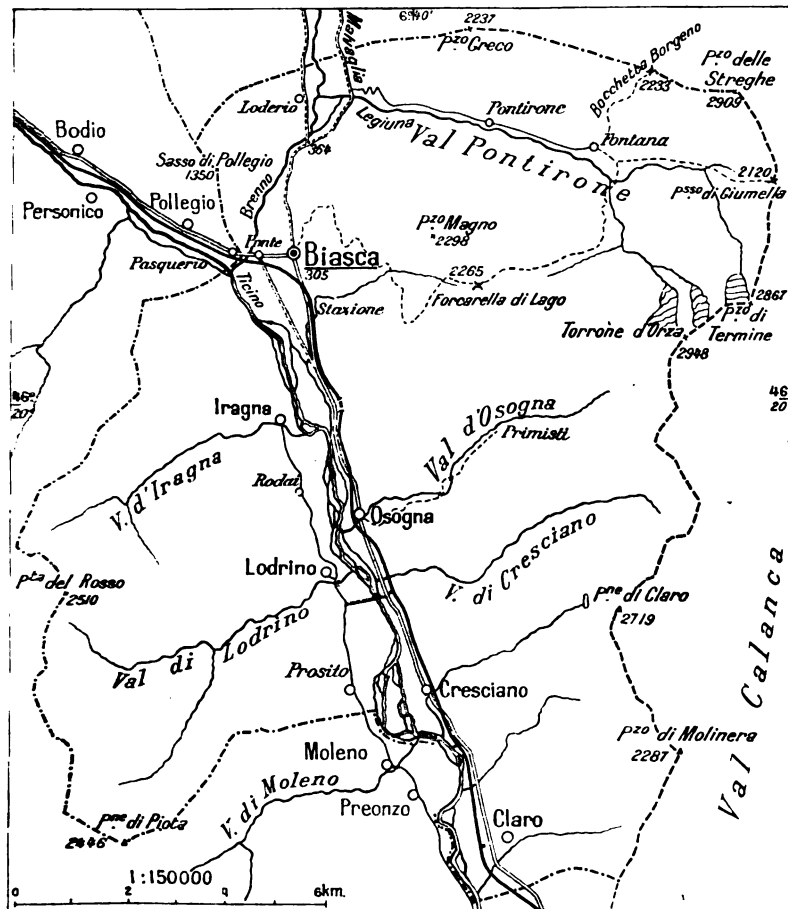 6°40'
2237
P.zo Greco
Malvaglia
Bocchetta Borgeno
2233
P.zo delle
Streghe
2909
Loderio
Legiuna
Pontirone
Fontana
Val Pontirone
Bodio
Sasso di Pollegio
1350
364
2120
P.sso di Giumella
Personico
Pollegio
Brenno
P.zo Magno
2298
Ponte
Biasca
305
Pasquerio
Ticino
Stazione
2265
Forcarella di Lago
2867
P.zo di
Termine
Torrone d'Orza
2948
46°
20'
46
20
Iragna
Val d'Osogna
Primisti
V. d'Iragna
Rodai
Osogna
Lodrino
V. di Cresciano
P.ta del Rosso
2510
P.ne di Claro
2719
Val di Lodrino
Prosito
Cresciano
Val Calanca
P.zo di Molinera
2287
Moleno
V. di Moleno
Preonzo
P.ne di Piota
2446
Claro
1:150000
0 2 4 6km.